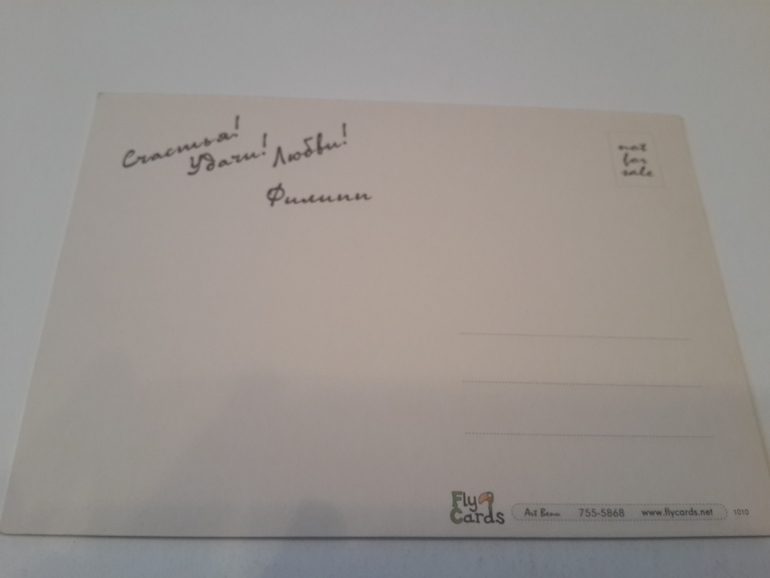 Счастья!
Удачи! Любви!
Филипп
not
for
sale
Fly
Cards
755-5868 www.flycards.net
1010